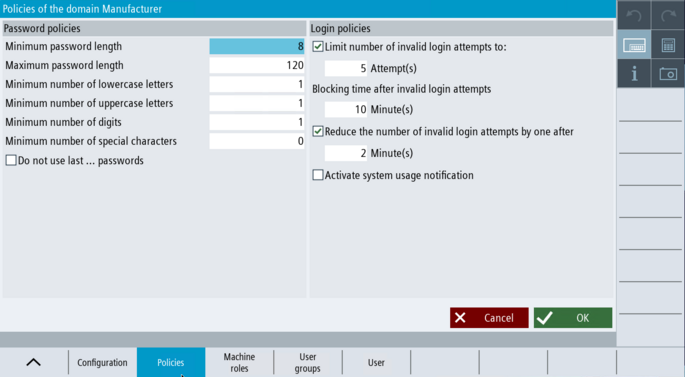 Policies of the domain Manufacturer
Password policies
Minimum password length 8
Maximum password length 120
Minimum number of lowercase letters 1
Minimum number of uppercase letters 1
Minimum number of digits 1
Minimum number of special characters 0
Do not use last ... passwords
Login policies
Limit number of invalid login attempts to:
5 Attempt(s)
Blocking time after invalid login attempts
10 Minute(s)
Reduce the number of invalid login attempts by one after
2 Minute(s)
Activate system usage notification
Cancel
OK
Configuration
Policies
Machine
roles
User
groups
User